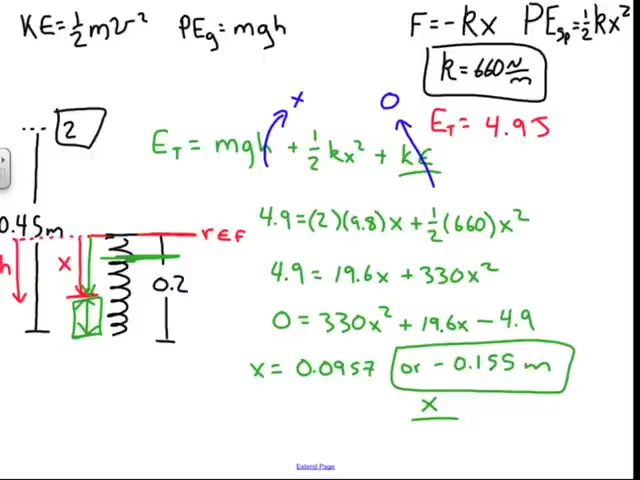 KE = ½mv² PEg = mgh F = -kx PEsp = ½kx²
k = 660 N/m
2 x 0 ET = 4.9J
ET = mgh + ½kx² + kE
0.45m ref 4.9 = (2)(9.8)x + ½(660)x²
h x 0.2 4.9 = 19.6x + 330x²
0 = 330x² + 19.6x - 4.9
x = 0.0957 or -0.155 m
x
Extend Page